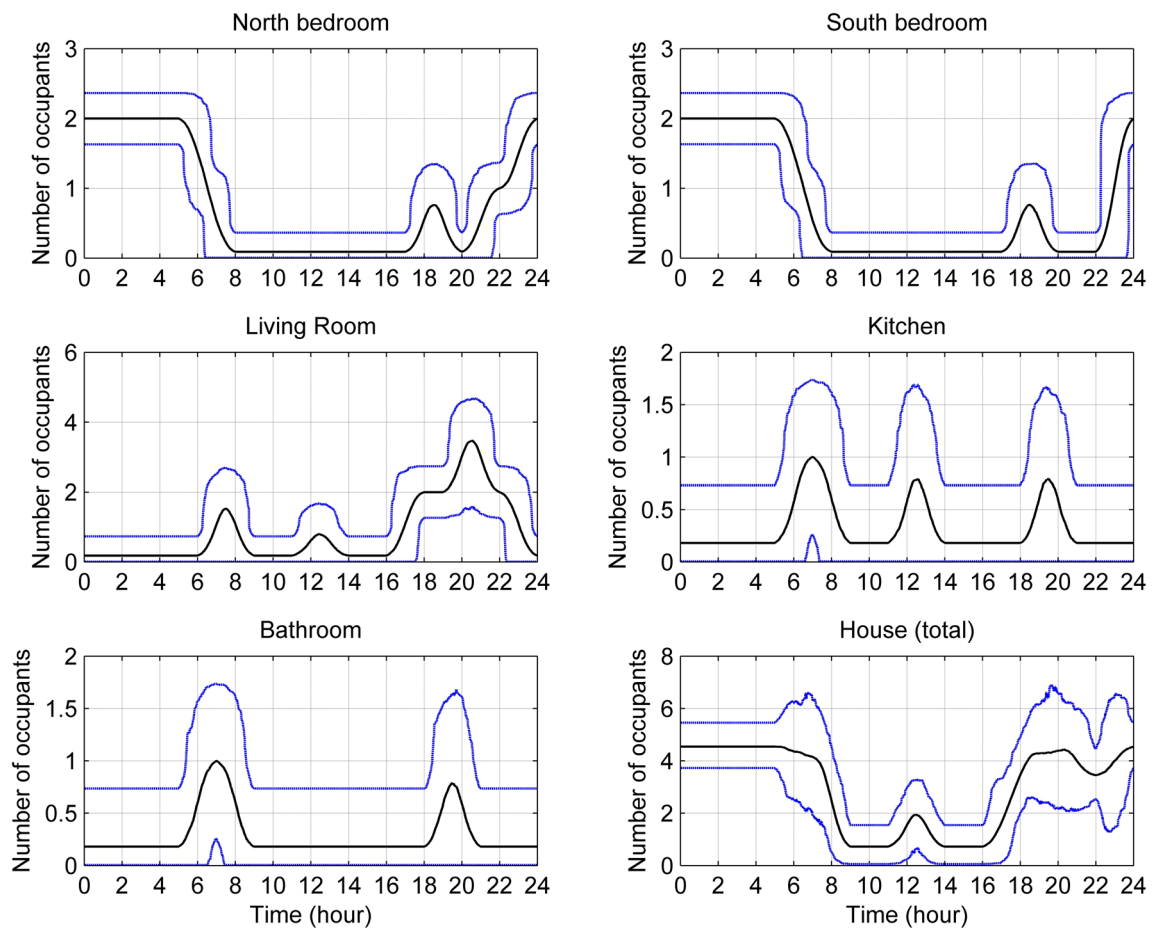 North bedroom
South bedroom
Number of occupants
3
2
1
0
0 2 4 6 8 10 12 14 16 18 20 22 24
Number of occupants
3
2
1
0
0 2 4 6 8 10 12 14 16 18 20 22 24
Living Room
Kitchen
Number of occupants
6
4
2
0
0 2 4 6 8 10 12 14 16 18 20 22 24
Number of occupants
2
1.5
1
0.5
0
0 2 4 6 8 10 12 14 16 18 20 22 24
Bathroom
House (total)
Number of occupants
2
1.5
1
0.5
0
0 2 4 6 8 10 12 14 16 18 20 22 24
Time (hour)
Number of occupants
8
6
4
2
0
0 2 4 6 8 10 12 14 16 18 20 22 24
Time (hour)